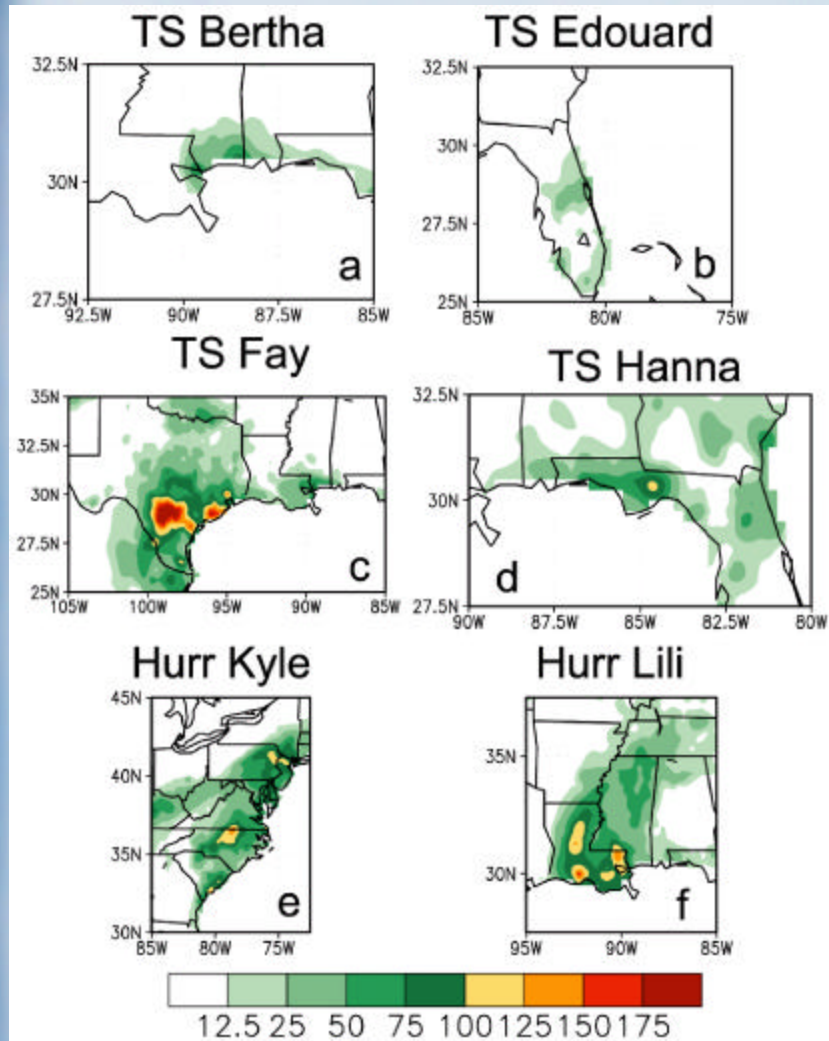 TS Bertha
32.5N
30N
27.5N
92.5W 90W 87.5W 85W
a
TS Edouard
32.5N
30N
27.5N
25N
85W 80W 75W
b
TS Fay
35N
32.5N
30N
27.5N
25N
105W 100W 95W 90W 85W
c
TS Hanna
32.5N
30N
27.5N
90W 87.5W 85W 82.5W 80W
d
Hurr Kyle
45N
40N
35N
30N
85W 80W 75W
e
Hurr Lili
35N
30N
95W 90W 85W
f
12.5 25 50 75 100 125 150 175